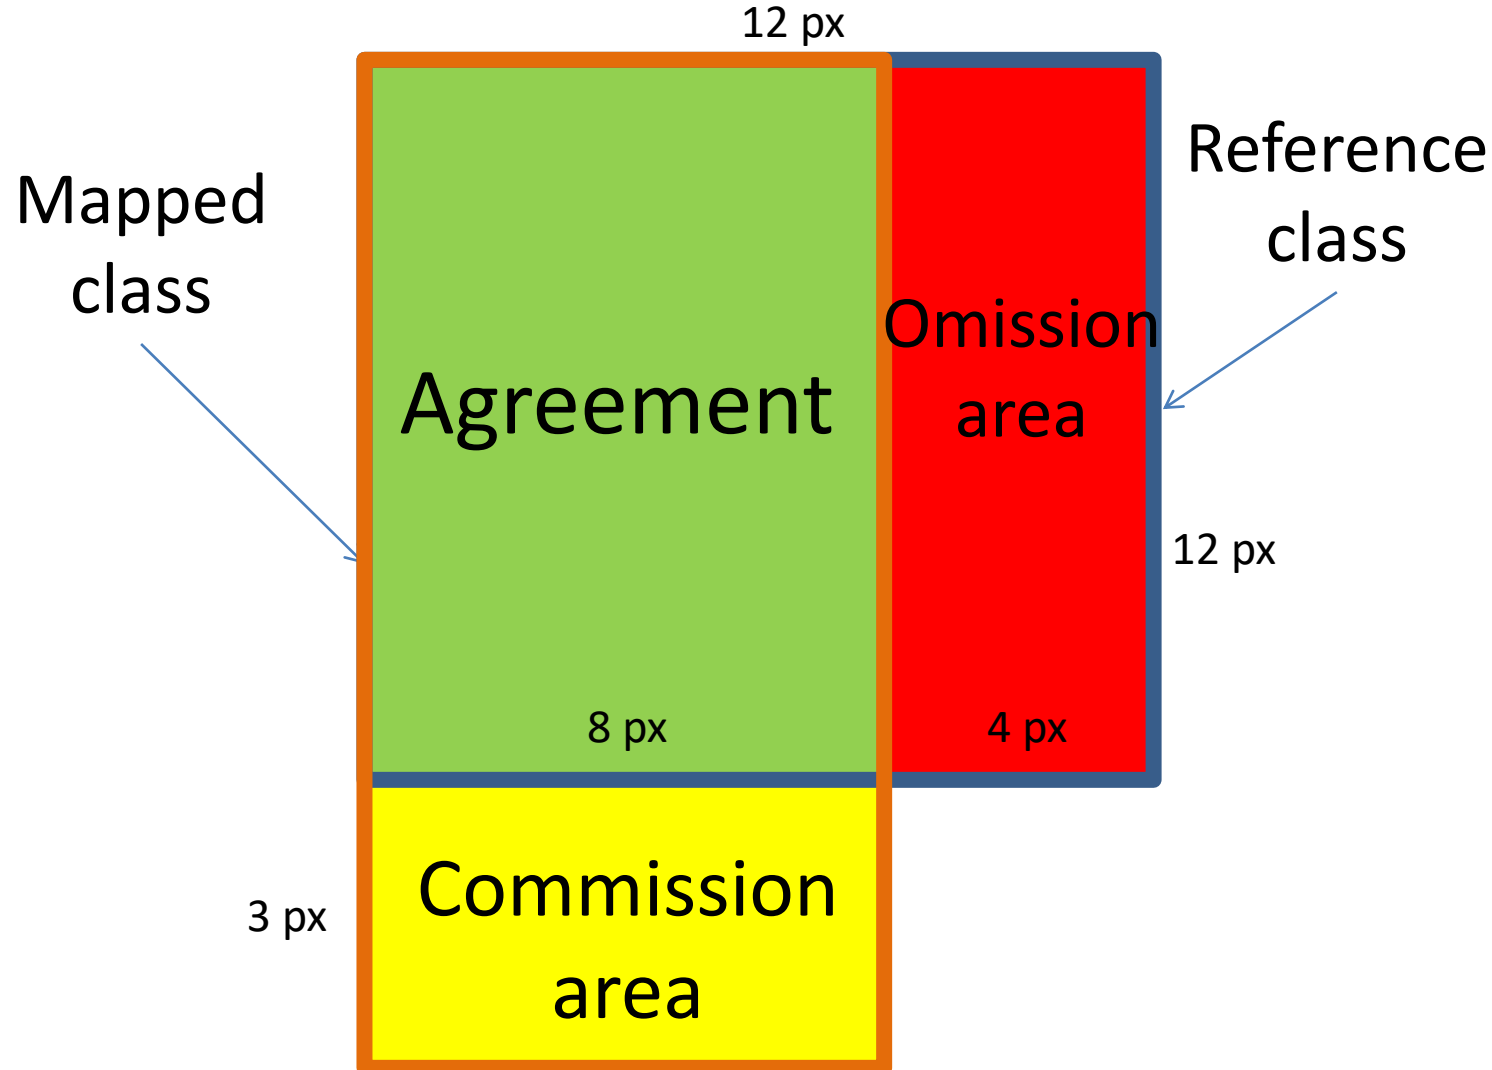 12 px
Mapped
class
Reference
class
Agreement
Omission
area
12 px
8 px
4 px
3 px
Commission
area